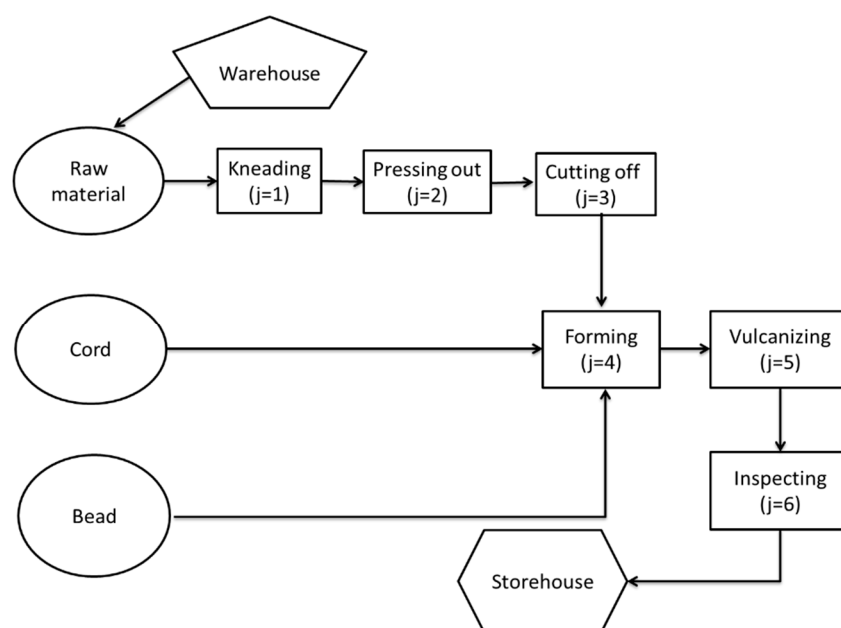 Warehouse
Raw
material
Kneading
(j=1)
Pressing out
(j=2)
Cutting off
(j=3)
Cord
Forming
(j=4)
Vulcanizing
(j=5)
Bead
Inspecting
(j=6)
Storehouse